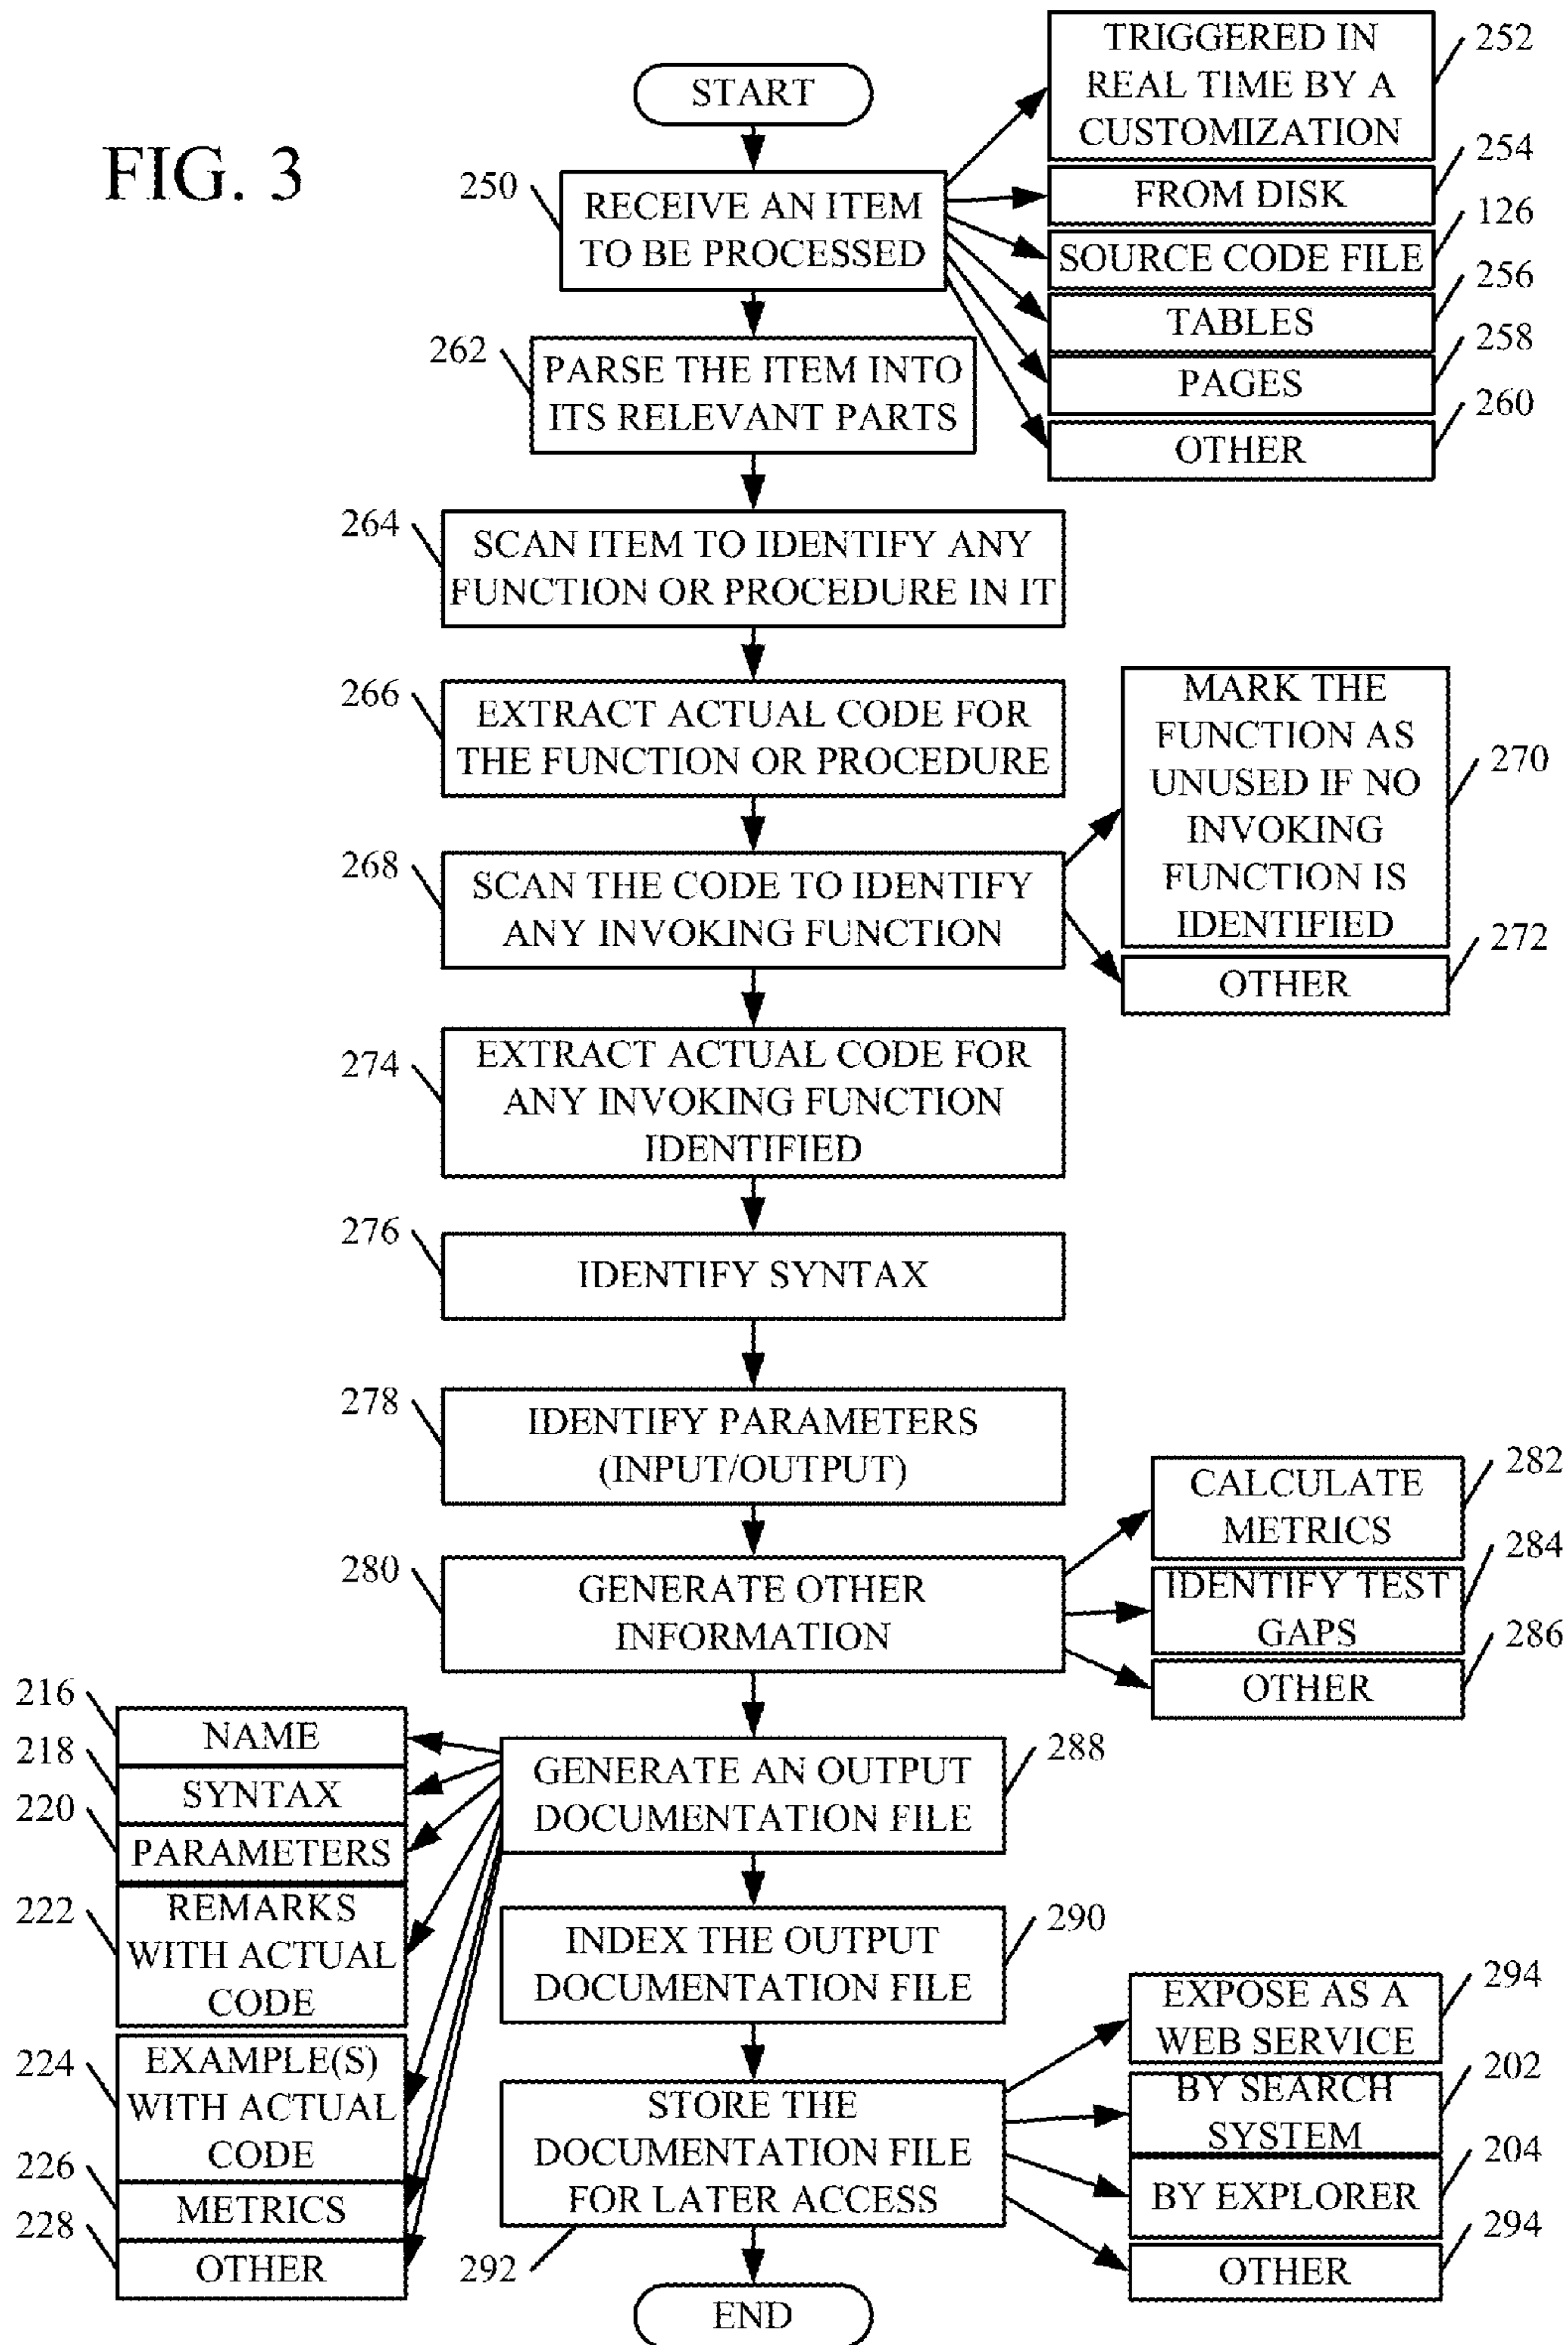 FIG. 3
START
250
RECEIVE AN ITEM
TO BE PROCESSED
TRIGGERED IN
REAL TIME BY A
CUSTOMIZATION
252
FROM DISK
254
SOURCE CODE FILE
126
TABLES
256
PAGES
258
OTHER
260
262
PARSE THE ITEM INTO
ITS RELEVANT PARTS
264
SCAN ITEM TO IDENTIFY ANY
FUNCTION OR PROCEDURE IN IT
266
EXTRACT ACTUAL CODE FOR
THE FUNCTION OR PROCEDURE
268
SCAN THE CODE TO IDENTIFY
ANY INVOKING FUNCTION
MARK THE
FUNCTION AS
UNUSED IF NO
INVOKING
FUNCTION IS
IDENTIFIED
270
OTHER
272
274
EXTRACT ACTUAL CODE FOR
ANY INVOKING FUNCTION
IDENTIFIED
276
IDENTIFY SYNTAX
278
IDENTIFY PARAMETERS
(INPUT/OUTPUT)
280
GENERATE OTHER
INFORMATION
CALCULATE
METRICS
282
IDENTIFY TEST
GAPS
284
OTHER
286
288
GENERATE AN OUTPUT
DOCUMENTATION FILE
216
NAME
218
SYNTAX
220
PARAMETERS
222
REMARKS
WITH ACTUAL
CODE
224
EXAMPLE(S)
WITH ACTUAL
CODE
226
METRICS
228
OTHER
290
INDEX THE OUTPUT
DOCUMENTATION FILE
292
STORE THE
DOCUMENTATION FILE
FOR LATER ACCESS
EXPOSE AS A
WEB SERVICE
294
BY SEARCH
SYSTEM
202
BY EXPLORER
204
OTHER
294
END